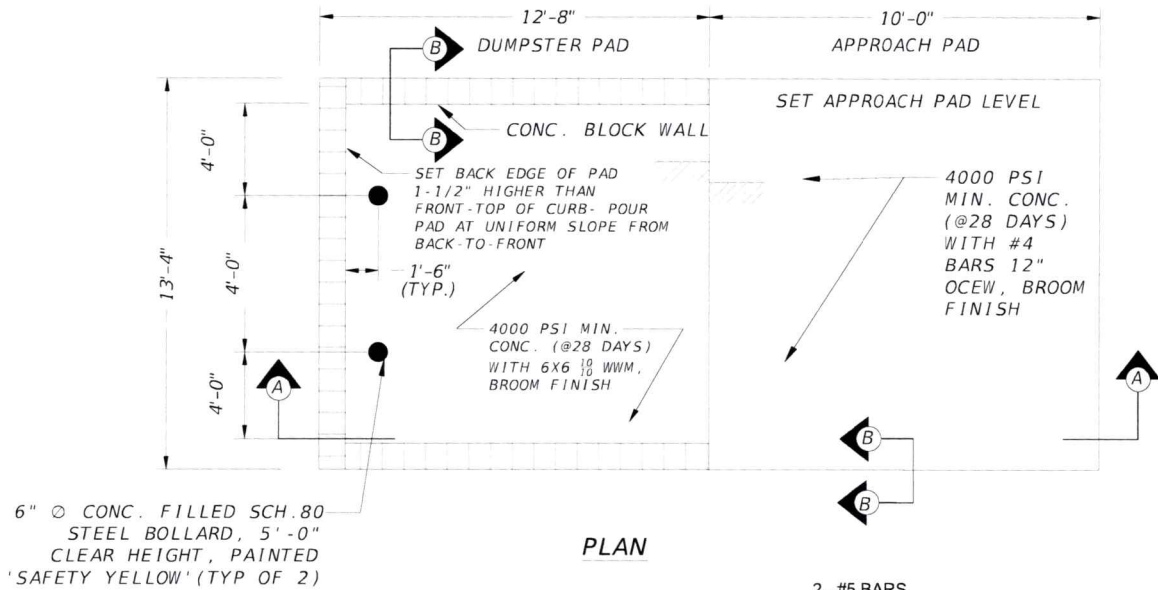 12'-8"
10'-0"
DUMPSTER PAD
APPROACH PAD
B
SET APPROACH PAD LEVEL
B
CONC. BLOCK WALL
4'-0"
SET BACK EDGE OF PAD
1-1/2" HIGHER THAN
FRONT-TOP OF CURB- POUR
PAD AT UNIFORM SLOPE FROM
BACK-TO-FRONT
4000 PSI
MIN. CONC.
(@28 DAYS)
WITH #4
BARS 12"
OCEW, BROOM
FINISH
13'-4"
4'-0"
1'-6"
(TYP.)
4000 PSI MIN.
CONC. (@28 DAYS)
WITH 6X6 10/10 WWM,
BROOM FINISH
4'-0"
A
A
B
B
6" Ø CONC. FILLED SCH.80
STEEL BOLLARD, 5'-0"
CLEAR HEIGHT, PAINTED
'SAFETY YELLOW' (TYP OF 2)
PLAN
2 - #5 BARS